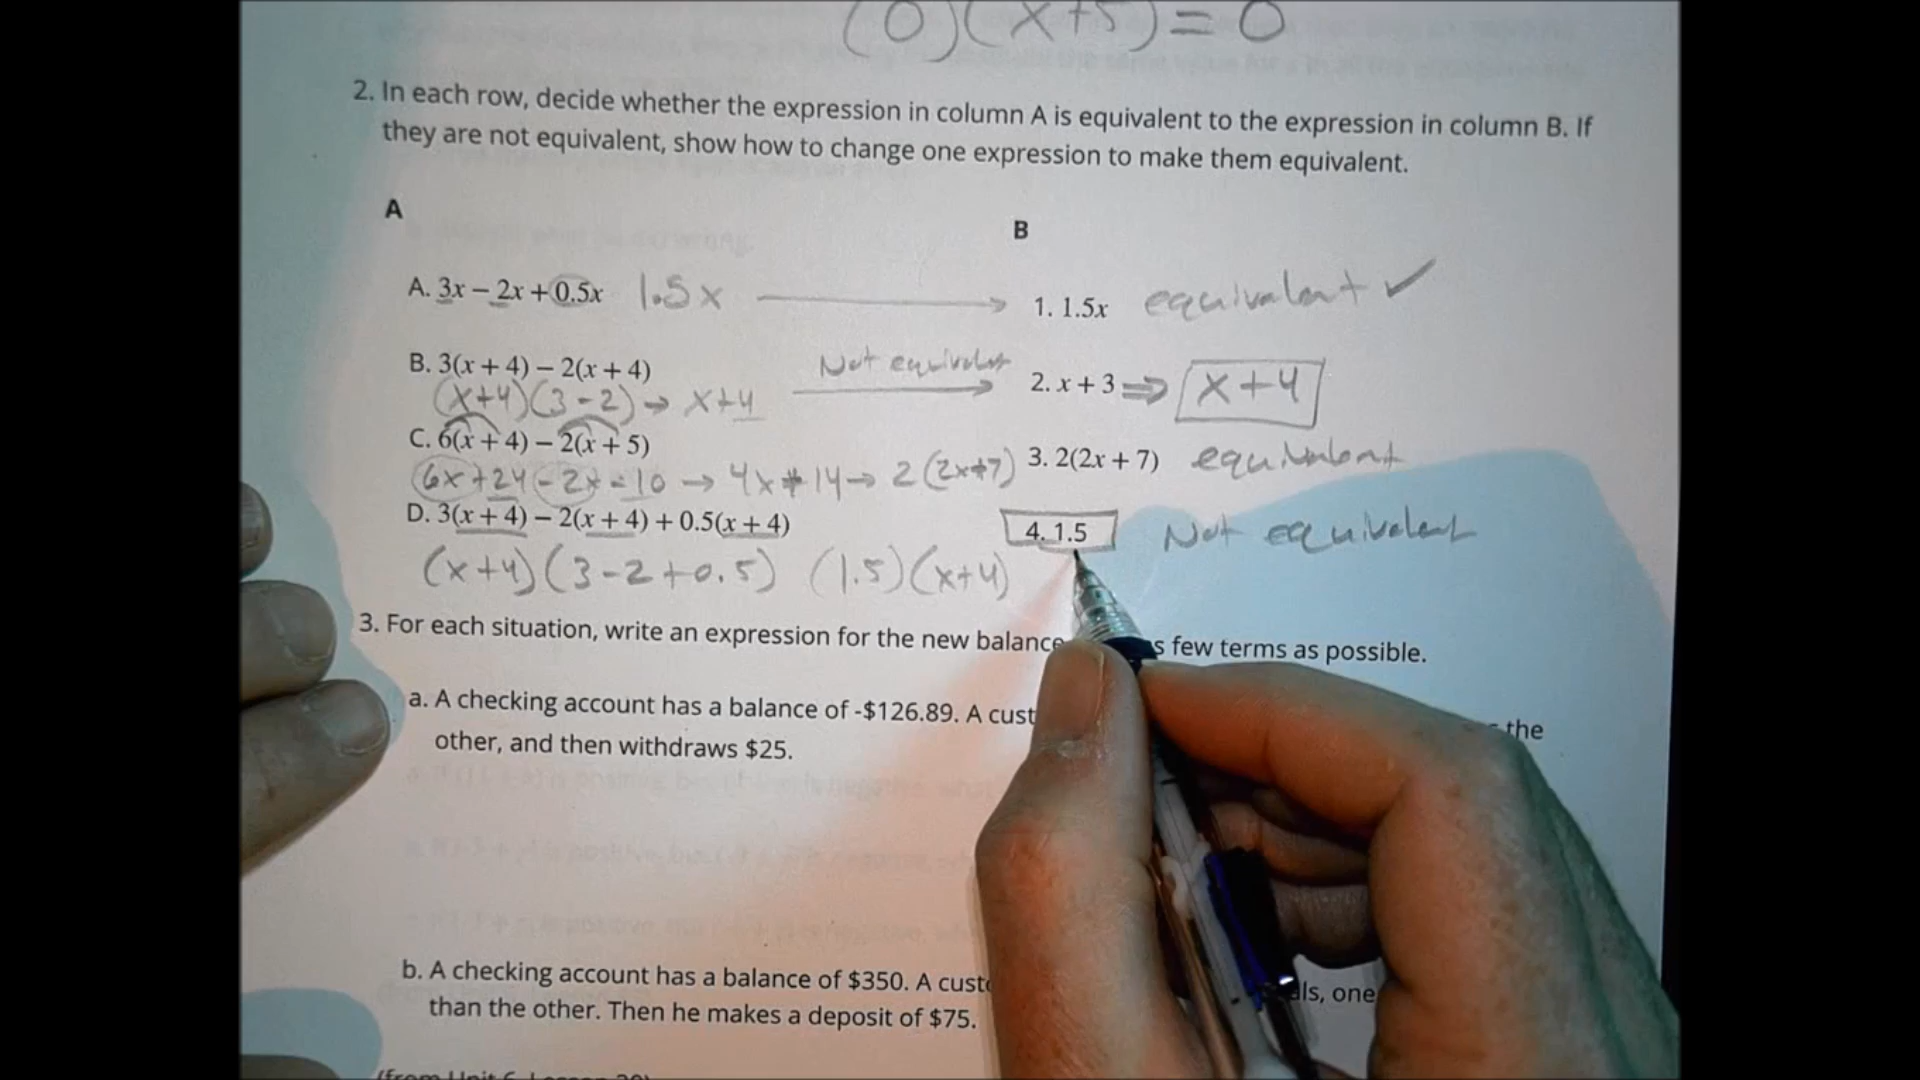 (0)(x+5)=0
2. In each row, decide whether the expression in column A is equivalent to the expression in column B. If
they are not equivalent, show how to change one expression to make them equivalent.
A
B
A. 3x − 2x + 0.5x 1.5x → 1. 1.5x equivalent ✓
B. 3(x + 4) − 2(x + 4) Not equivalent → 2. x + 3 ⇒ x+4
(x+4)(3-2) → x+4
C. 6(x + 4) − 2(x + 5) 3. 2(2x + 7) equivalent
6x+24-2x-10 → 4x+14 → 2(2x+7)
D. 3(x + 4) − 2(x + 4) + 0.5(x + 4) 4. 1.5 Not equivalent
(x+4)(3-2+0.5) (1.5)(x+4)
3. For each situation, write an expression for the new balance s few terms as possible.
a. A checking account has a balance of -$126.89. A cust the
other, and then withdraws $25.
b. A checking account has a balance of $350. A custo ls, one
than the other. Then he makes a deposit of $75.